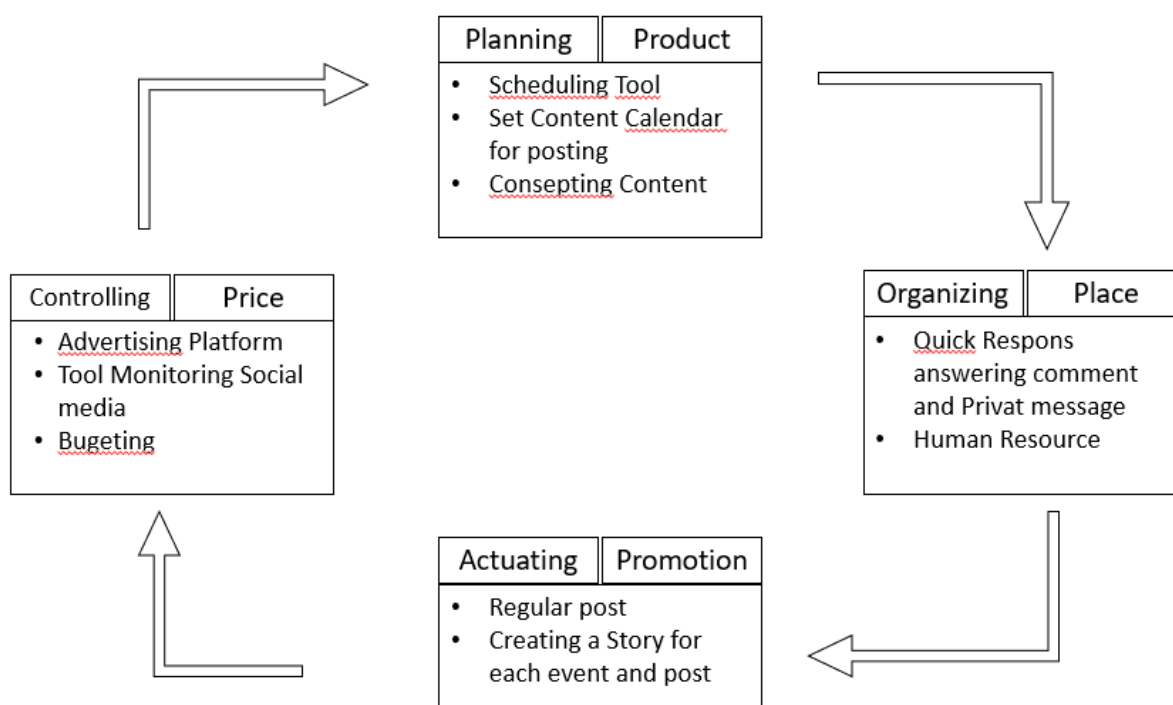 Planning Product
Scheduling Tool
Set Content Calendar
for posting
Consepting Content
Controlling Price
Advertising Platform
Tool Monitoring Social
media
Bugeting
Organizing Place
Quick Respons
answering comment
and Privat message
Human Resource
Actuating Promotion
Regular post
Creating a Story for
each event and post